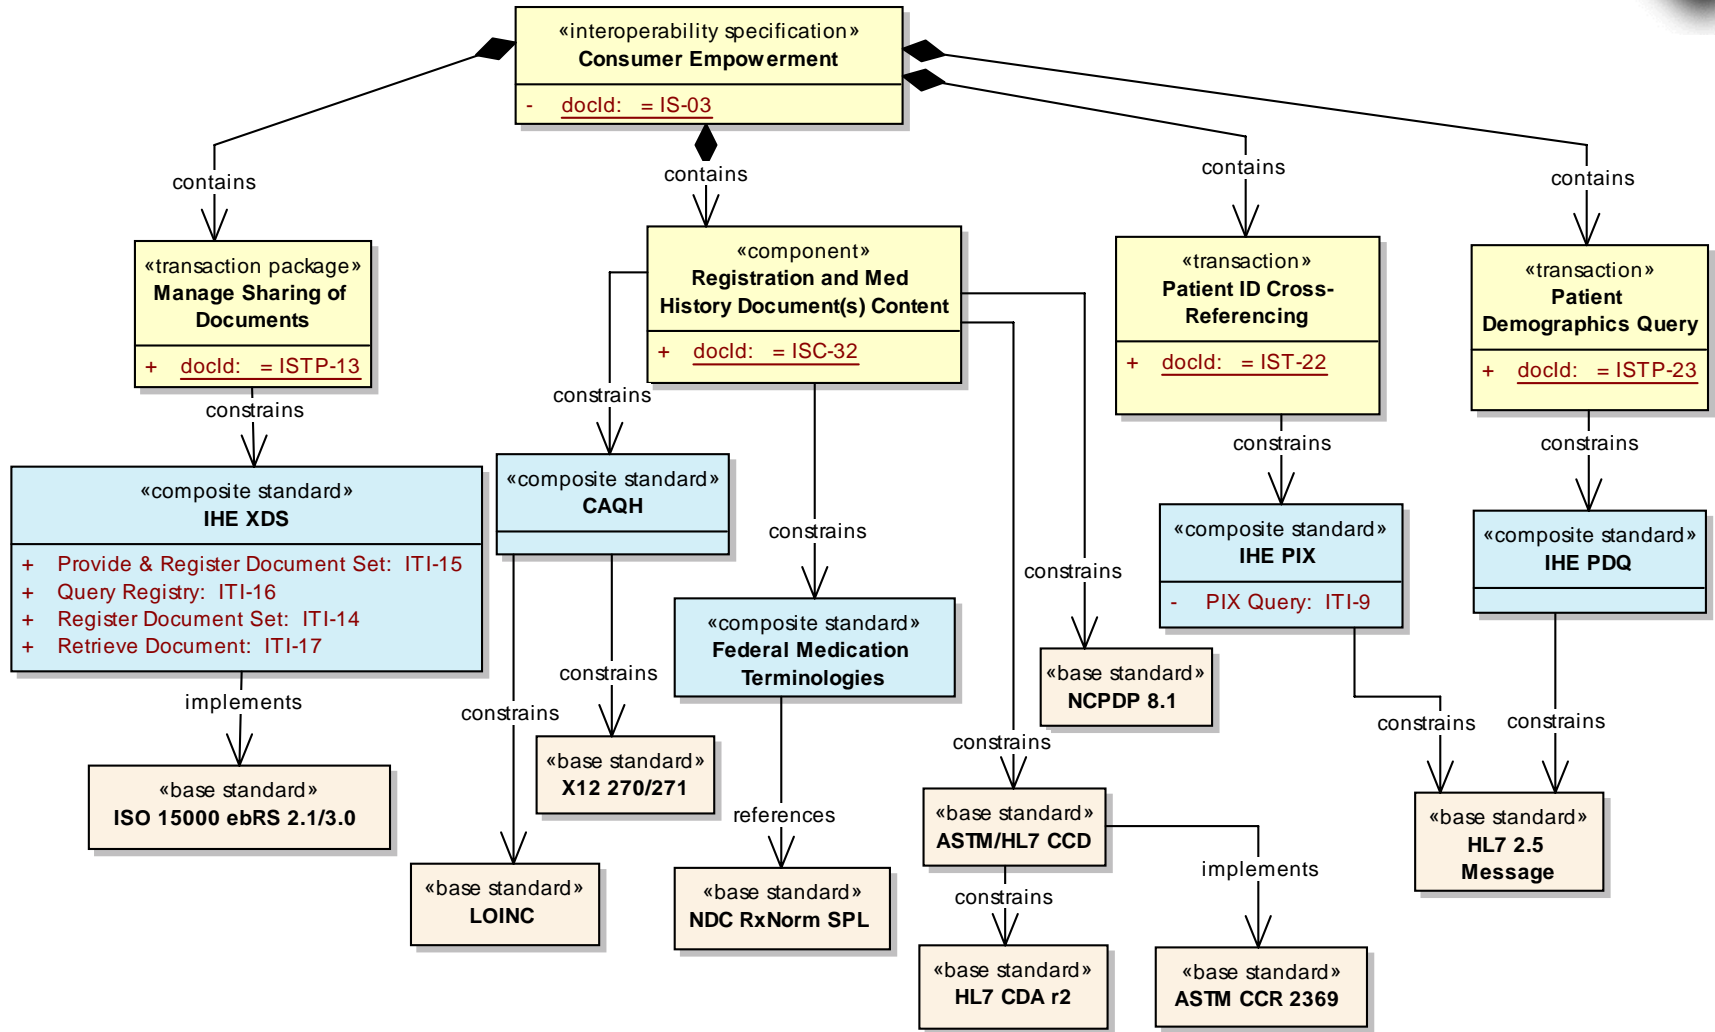 «interoperability specification»
Consumer Empowerment
- docId:   = IS-03
contains
contains
contains
contains
«transaction package»
Manage Sharing of
Documents
+ docId:   = ISTP-13
«component»
Registration and Med
History Document(s) Content
+ docId:   = ISC-32
«transaction»
Patient ID Cross-
Referencing
+ docId:   = IST-22
«transaction»
Patient
Demographics Query
+ docId:   = ISTP-23
constrains
constrains
constrains
constrains
constrains
constrains
constrains
«composite standard»
IHE XDS
+ Provide & Register Document Set:  ITI-15
+ Query Registry:  ITI-16
+ Register Document Set:  ITI-14
+ Retrieve Document:  ITI-17
«composite standard»
CAQH
«composite standard»
Federal Medication
Terminologies
«composite standard»
IHE PIX
- PIX Query:  ITI-9
«composite standard»
IHE PDQ
implements
constrains
constrains
references
constrains
constrains
«base standard»
NCPDP 8.1
«base standard»
ISO 15000 ebRS 2.1/3.0
«base standard»
X12 270/271
«base standard»
LOINC
«base standard»
NDC RxNorm SPL
«base standard»
ASTM/HL7 CCD
«base standard»
HL7 2.5
Message
constrains
implements
«base standard»
HL7 CDA r2
«base standard»
ASTM CCR 2369